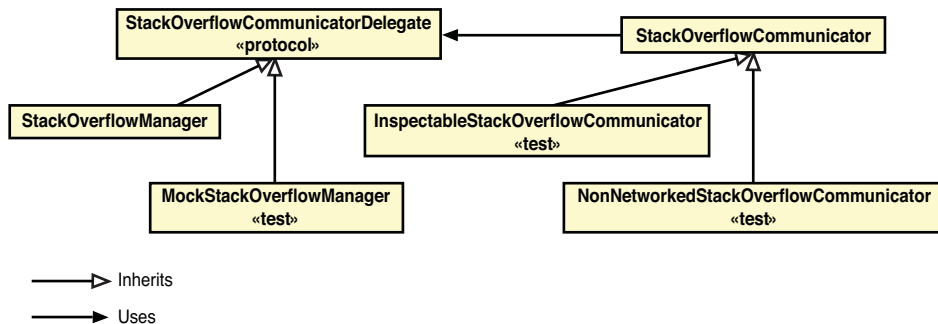 StackOverflowCommunicatorDelegate
«protocol»
StackOverflowCommunicator
StackOverflowManager
InspectableStackOverflowCommunicator
«test»
MockStackOverflowManager
«test»
NonNetworkedStackOverflowCommunicator
«test»
Inherits
Uses